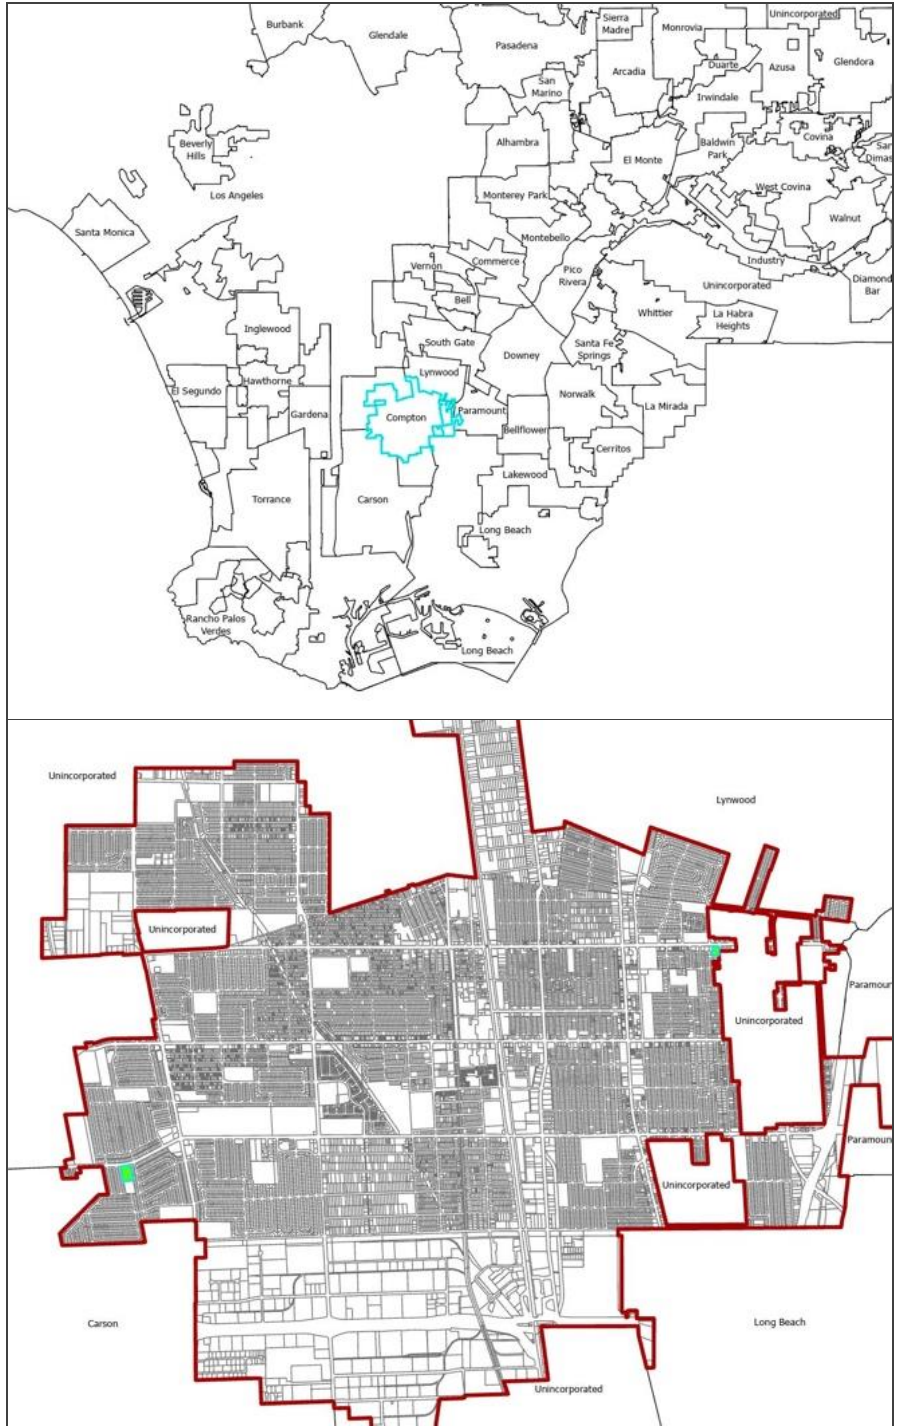 Burbank
Glendale
Pasadena
Sierra
Madre
Monrovia
Unincorporated
Arcadia
Duarte
Azusa
Glendora
San
Marino
Irwindale
Beverly
Hills
Alhambra
El Monte
Baldwin
Park
Covina
San
Dimas
Los Angeles
Monterey Park
West Covina
Walnut
Santa Monica
Montebello
Vernon
Commerce
Pico
Rivera
Industry
Unincorporated
Diamond
Bar
Bell
Whittier
La Habra
Heights
Inglewood
South Gate
Downey
Santa Fe
Springs
El Segundo
Hawthorne
Lynwood
Norwalk
La Mirada
Gardena
Compton
Paramount
Bellflower
Cerritos
Lakewood
Torrance
Carson
Long Beach
Rancho Palos
Verdes
Long Beach
Unincorporated
Lynwood
Unincorporated
Paramoun
Unincorporated
Paramoun
Unincorporated
Carson
Long Beach
Unincorporated